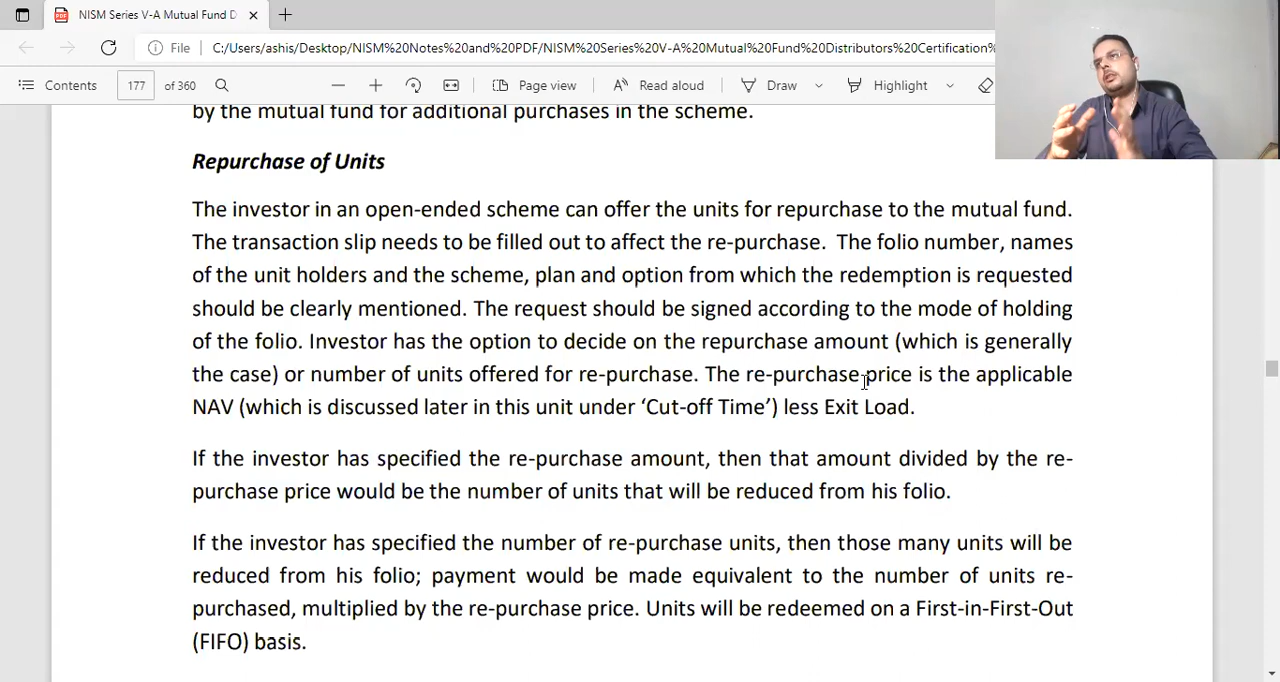 NISM Series V-A Mutual Fund D
File C:/Users/ashis/Desktop/NISM%20Notes%20and%20PDF/NISM%20Series%20V-A%20Mutual%20Fund%20Distributors%20Certification%
Contents 177 of 360 Page view Read aloud Draw Highlight
by the mutual fund for additional purchases in the scheme.
Repurchase of Units
The investor in an open-ended scheme can offer the units for repurchase to the mutual fund.
The transaction slip needs to be filled out to affect the re-purchase. The folio number, names
of the unit holders and the scheme, plan and option from which the redemption is requested
should be clearly mentioned. The request should be signed according to the mode of holding
of the folio. Investor has the option to decide on the repurchase amount (which is generally
the case) or number of units offered for re-purchase. The re-purchase price is the applicable
NAV (which is discussed later in this unit under ‘Cut-off Time’) less Exit Load.
If the investor has specified the re-purchase amount, then that amount divided by the re-
purchase price would be the number of units that will be reduced from his folio.
If the investor has specified the number of re-purchase units, then those many units will be
reduced from his folio; payment would be made equivalent to the number of units re-
purchased, multiplied by the re-purchase price. Units will be redeemed on a First-in-First-Out
(FIFO) basis.